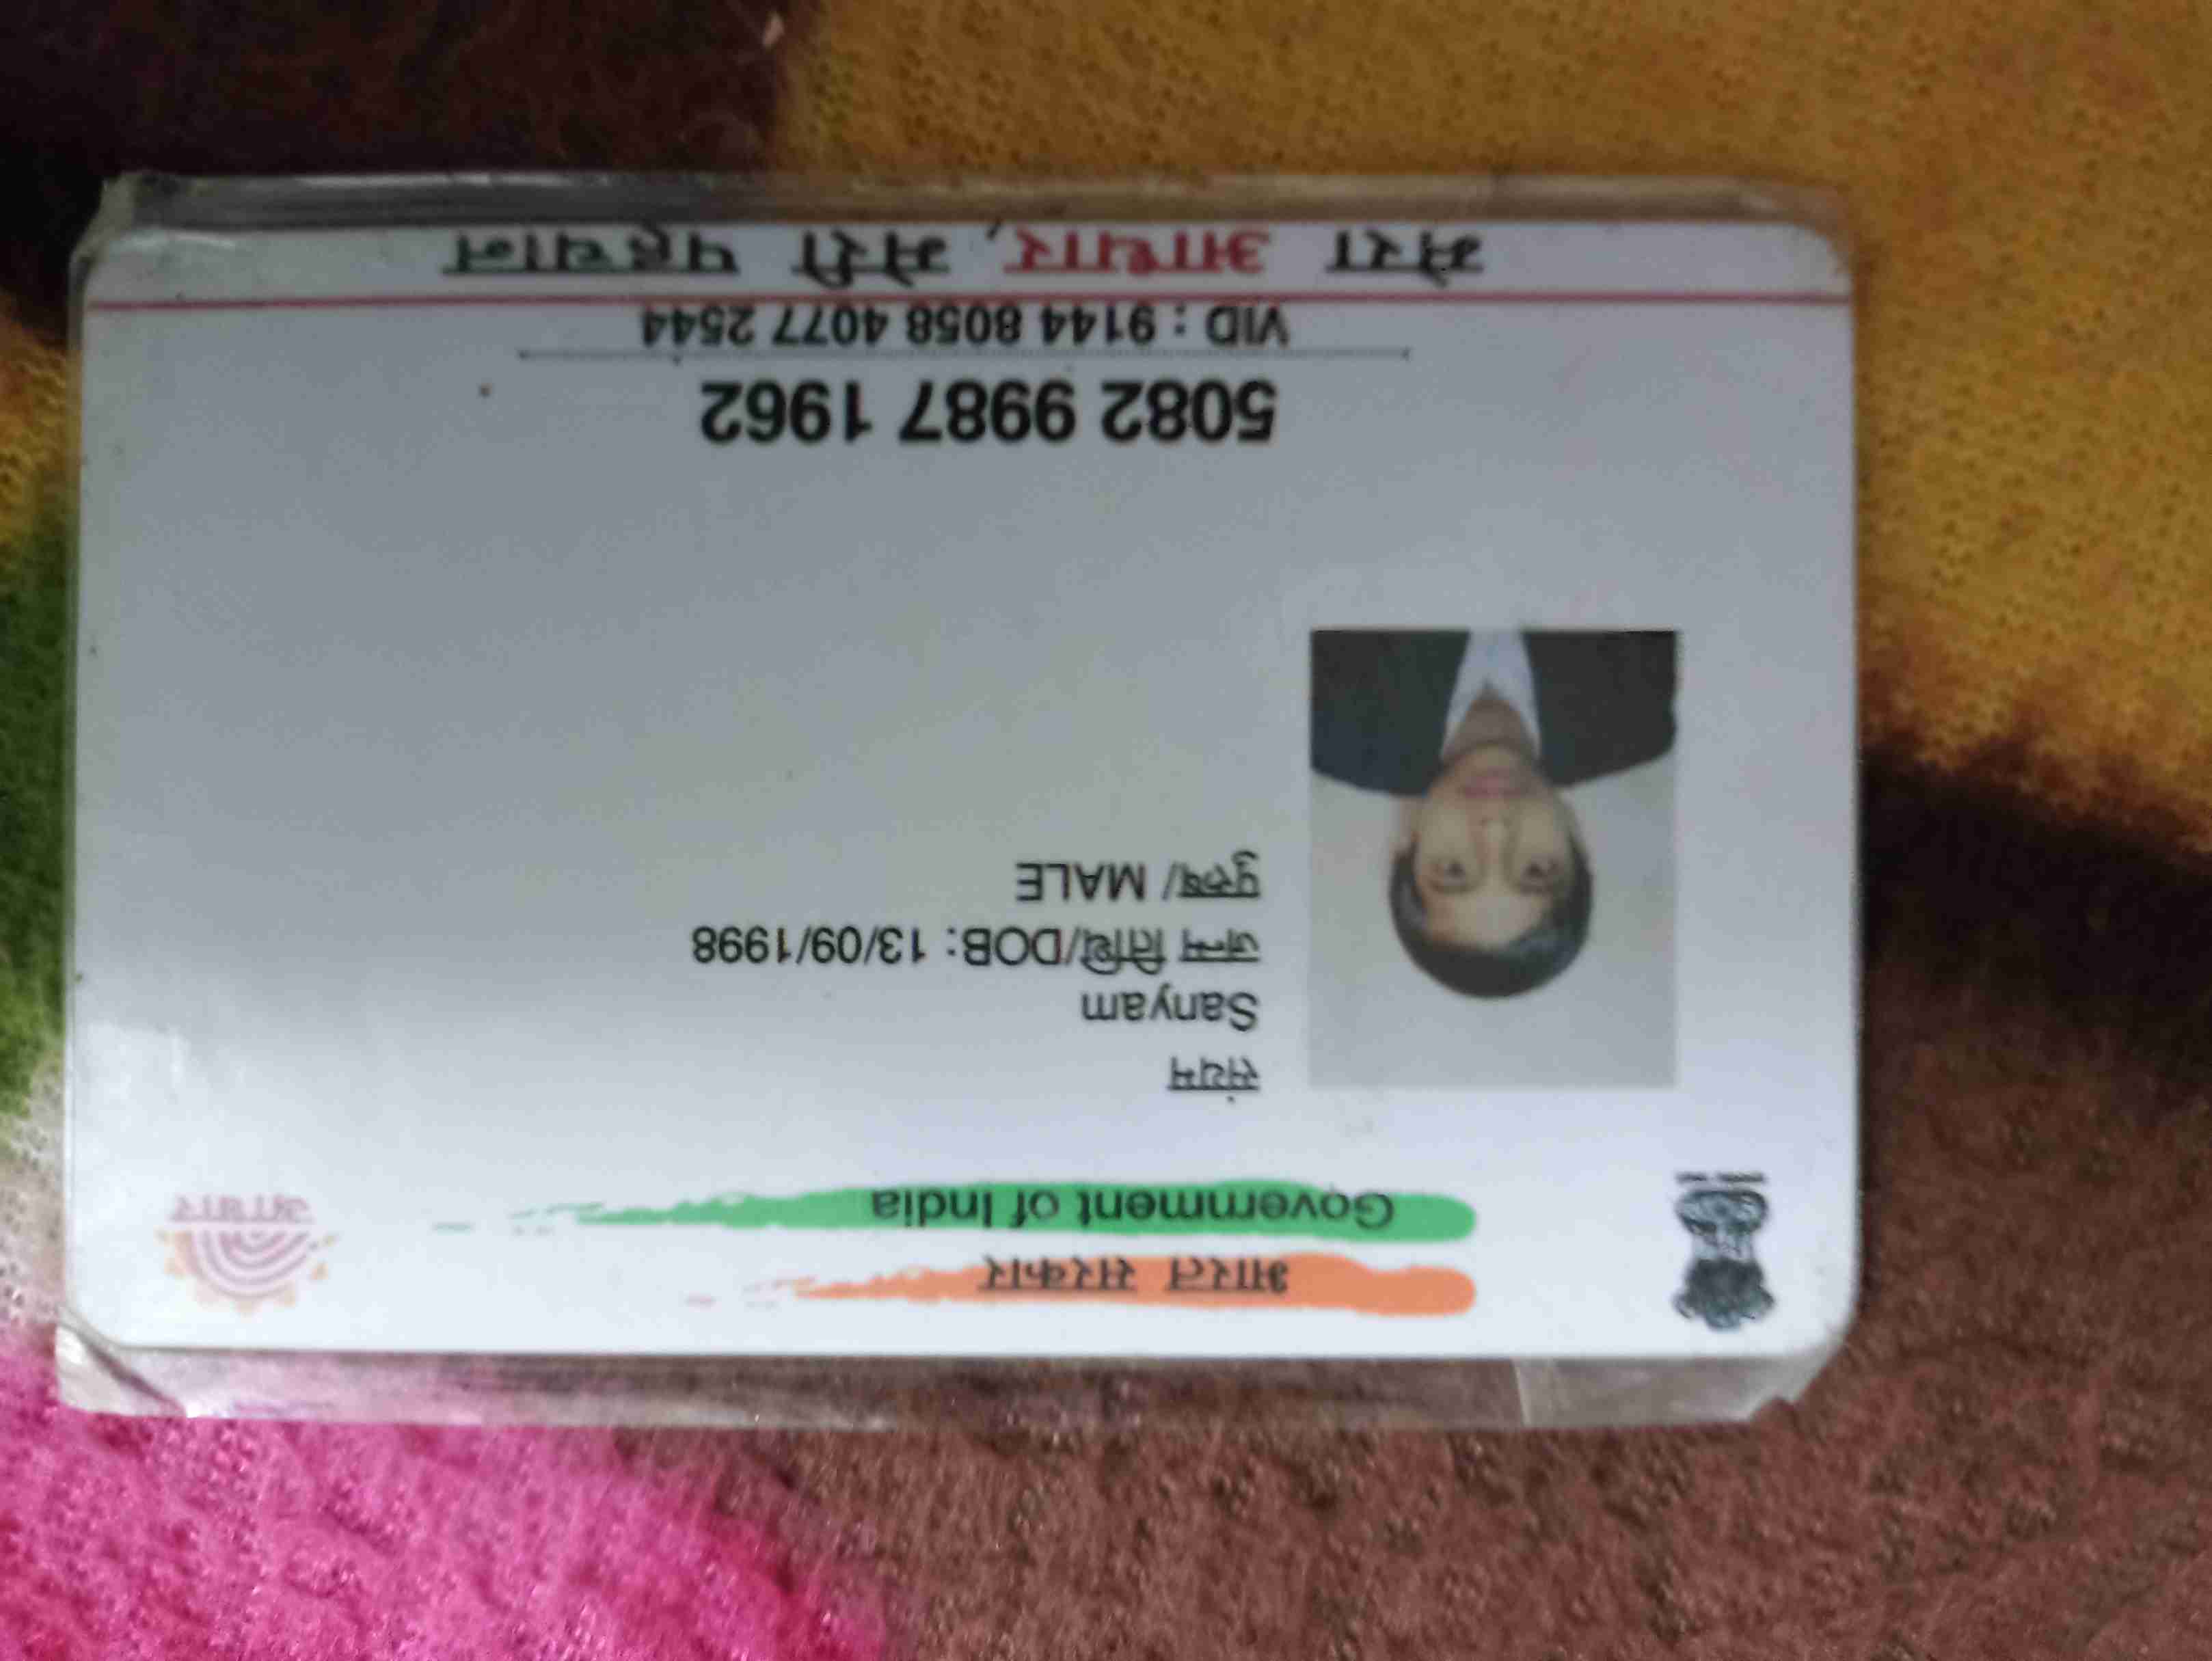 भारत सरकार
Government of India
आधार
संयम
Sanyam
जन्म तिथि/DOB: 13/09/1998
पुरुष/ MALE
5082 9987 1962
VID : 9144 8058 4077 2544
मेरा आधार, मेरी पहचान